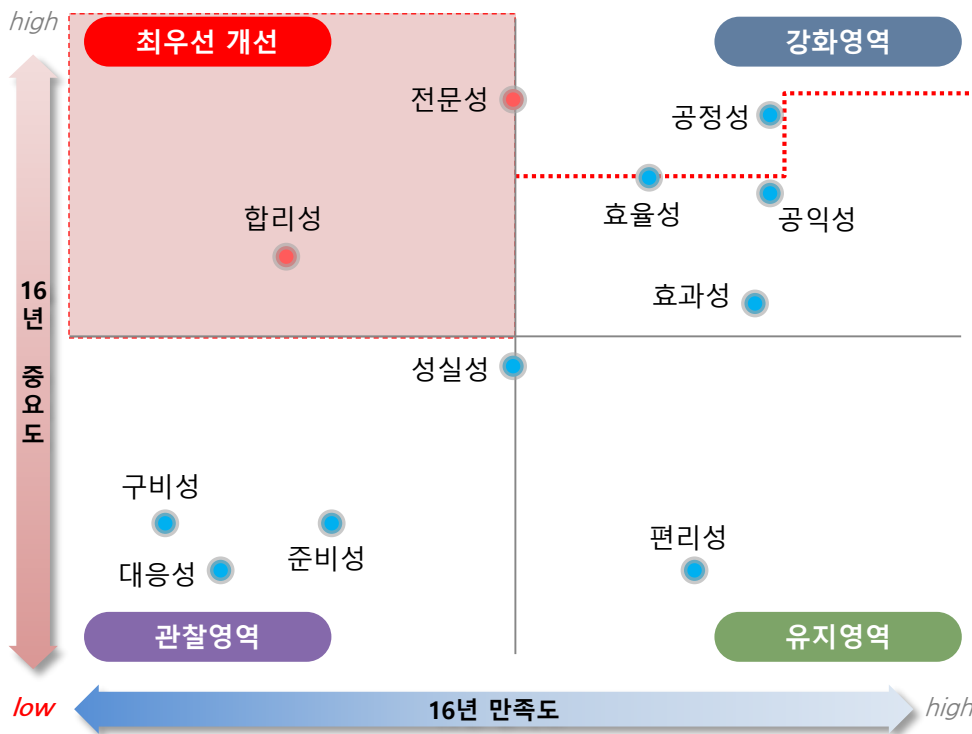 high
최우선 개선
강화영역
전문성
공정성
합리성
효율성
공익성
효과성
16년 중요도
성실성
구비성
대응성
준비성
편리성
관찰영역
유지영역
low
16년 만족도
high